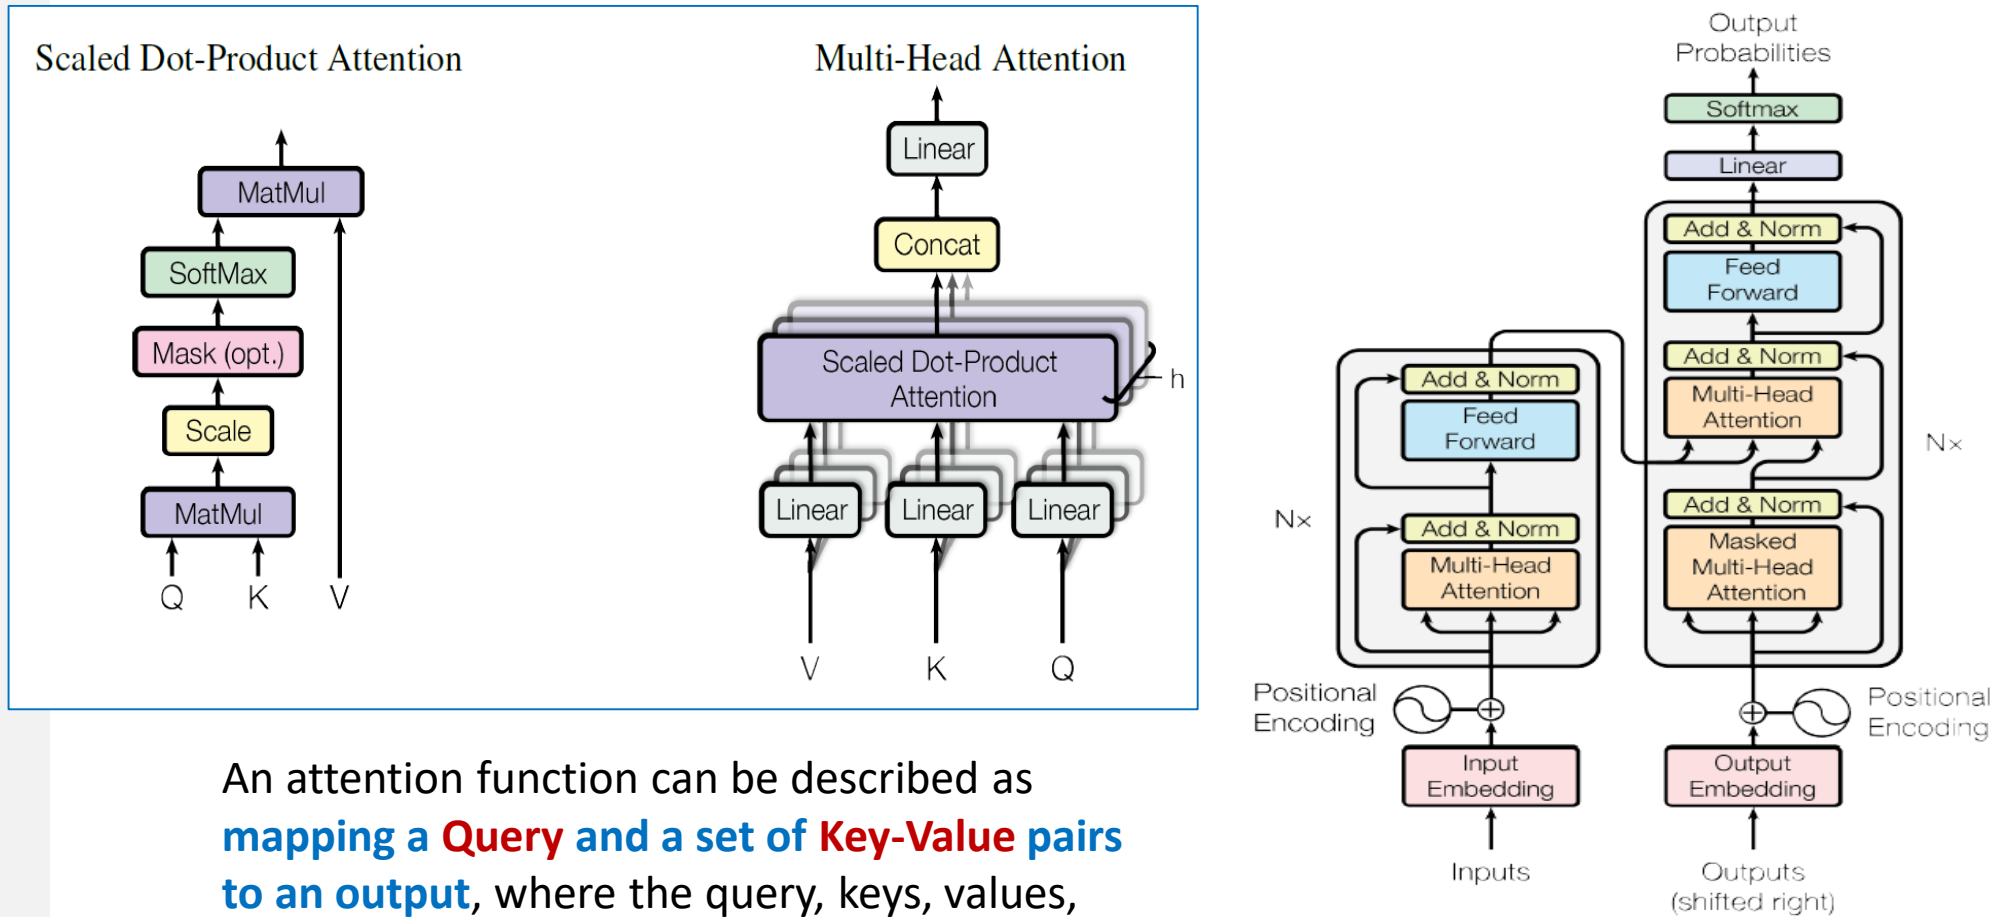 Scaled Dot-Product Attention
MatMul
SoftMax
Mask (opt.)
Scale
MatMul
Q
K
V
Multi-Head Attention
Linear
Concat
Scaled Dot-Product
Attention
h
Linear
Linear
Linear
V
K
Q
An attention function can be described as
mapping a Query and a set of Key-Value pairs
to an output, where the query, keys, values,
Output
Probabilities
Softmax
Linear
Add & Norm
Feed
Forward
Add & Norm
Multi-Head
Attention
Nx
Add & Norm
Masked
Multi-Head
Attention
Add & Norm
Feed
Forward
Nx
Add & Norm
Multi-Head
Attention
Positional
Encoding
Positional
Encoding
Input
Embedding
Output
Embedding
Inputs
Outputs
(shifted right)